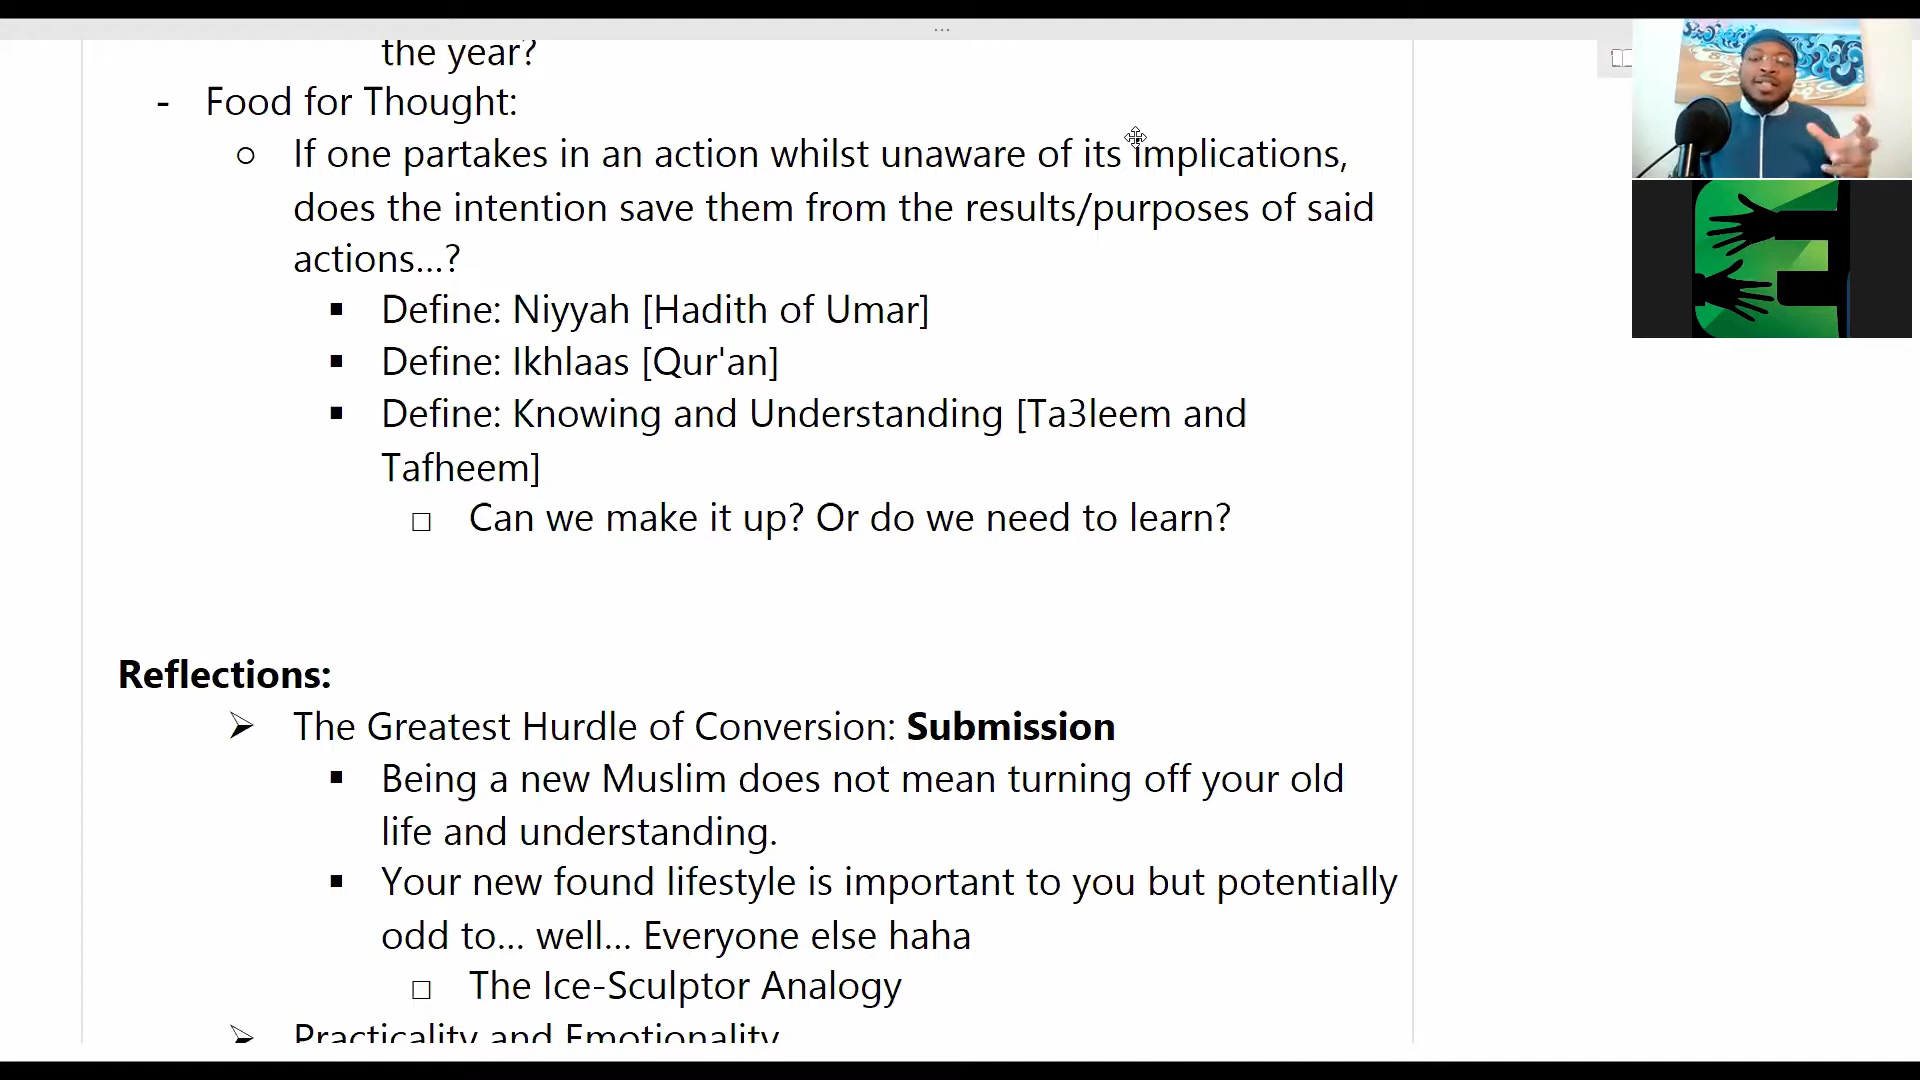 the year?
- Food for Thought:
○ If one partakes in an action whilst unaware of its implications,
does the intention save them from the results/purposes of said
actions...?
▪ Define: Niyyah [Hadith of Umar]
▪ Define: Ikhlaas [Qur'an]
▪ Define: Knowing and Understanding [Ta3leem and
Tafheem]
□ Can we make it up? Or do we need to learn?
Reflections:
➢ The Greatest Hurdle of Conversion: Submission
▪ Being a new Muslim does not mean turning off your old
life and understanding.
▪ Your new found lifestyle is important to you but potentially
odd to... well... Everyone else haha
□ The Ice-Sculptor Analogy
➢ Practicality and Emotionality